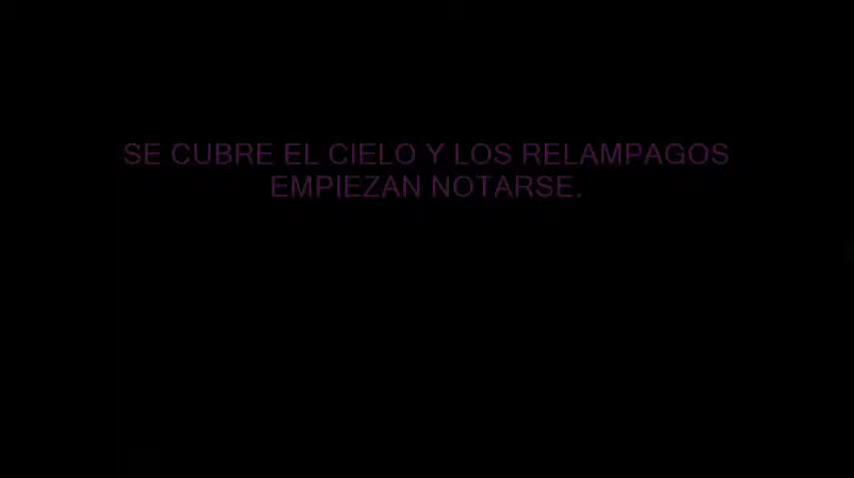 SE CUBRE EL CIELO Y LOS RELAMPAGOS
EMPIEZAN NOTARSE.